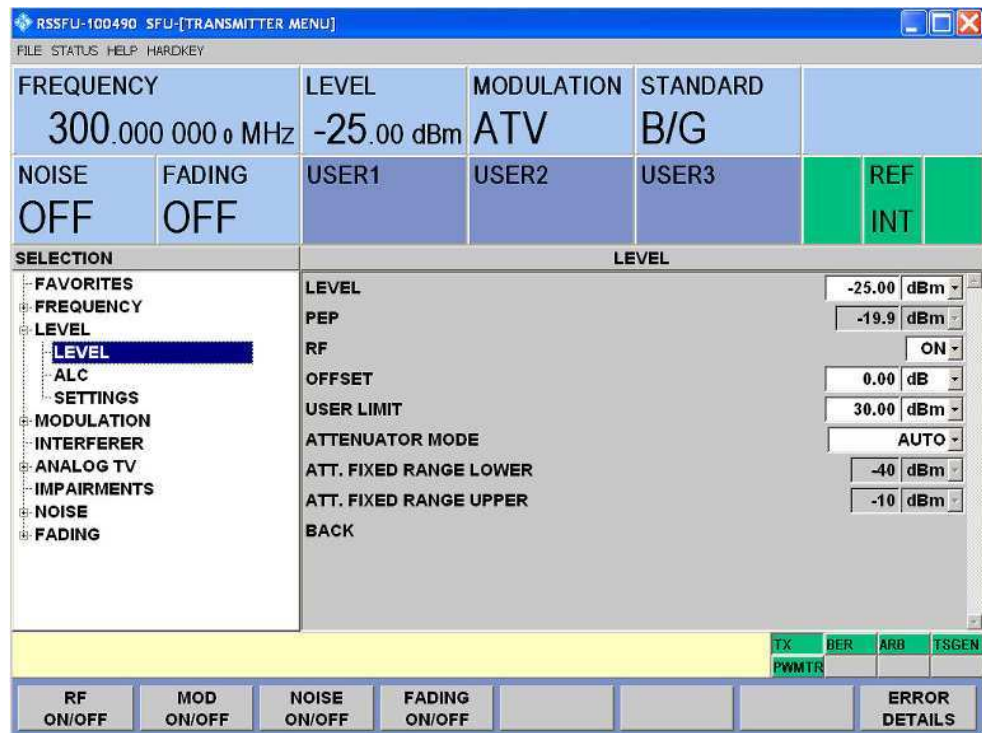 RSSFU-100490 SFU-[TRANSMITTER MENU]
FILE STATUS HELP HARDKEY
FREQUENCY LEVEL MODULATION STANDARD
300.000 000 0 MHz -25.00 dBm ATV B/G
NOISE FADING USER1 USER2 USER3 REF
OFF OFF INT
SELECTION LEVEL
FAVORITES
FREQUENCY
LEVEL
LEVEL
ALC
SETTINGS
MODULATION
INTERFERER
ANALOG TV
IMPAIRMENTS
NOISE
FADING
LEVEL -25.00 dBm
PEP -19.9 dBm
RF ON
OFFSET 0.00 dB
USER LIMIT 30.00 dBm
ATTENUATOR MODE AUTO
ATT. FIXED RANGE LOWER -40 dBm
ATT. FIXED RANGE UPPER -10 dBm
BACK
TX BER ARB TSGEN
PWMTR
RF ON/OFF MOD ON/OFF NOISE ON/OFF FADING ON/OFF ERROR DETAILS